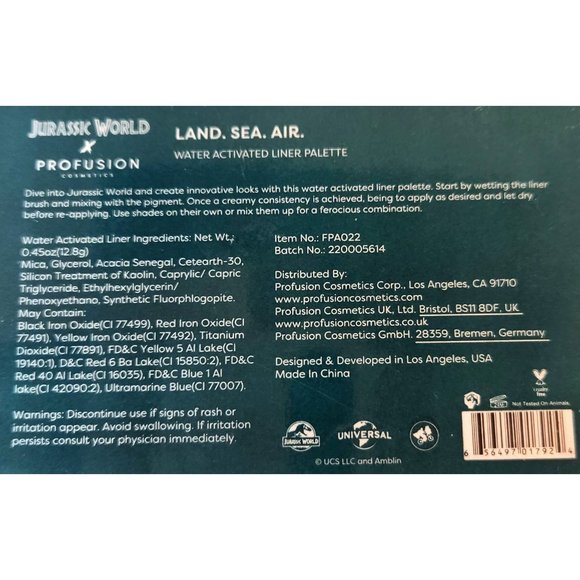 JURASSIC WORLD
X
PROFUSION
COSMETICS
LAND. SEA. AIR.
WATER ACTIVATED LINER PALETTE
Dive into Jurassic World and create innovative looks with this water activated liner palette. Start by wetting the liner
brush and mixing with the pigment. Once a creamy consistency is achieved, being to apply as desired and let dry
before re-applying. Use shades on their own or mix them up for a ferocious combination.
Water Activated Liner Ingredients: Net Wt.:
0.45oz(12.8g)
Mica, Glycerol, Acacia Senegal, Cetearth-30,
Silicon Treatment of Kaolin, Caprylic/ Capric
Triglyceride, Ethylhexylglycerin/
Phenoxyethano, Synthetic Fluorphlogopite.
May Contain:
Black Iron Oxide(CI 77499), Red Iron Oxide(CI
77491), Yellow Iron Oxide(CI 77492), Titanium
Dioxide(CI 77891), FD&C Yellow 5 Al Lake(CI
19140:1), D&C Red 6 Ba Lake(CI 15850:2), FD&C
Red 40 Al Lake(CI 16035), FD&C Blue 1 Al
lake(CI 42090:2), Ultramarine Blue(CI 77007).
Warnings: Discontinue use if signs of rash or
irritation appear. Avoid swallowing. If irritation
persists consult your physician immediately.
Item No.: FPA022
Batch No.: 220005614
Distributed By:
Profusion Cosmetics Corp., Los Angeles, CA 91710
www.profusioncosmetics.com
Profusion Cosmetics UK, Ltd. Bristol, BS11 8DF, UK
www.profusioncosmetics.co.uk
Profusion Cosmetics GmbH. 28359, Bremen, Germany
Designed & Developed in Los Angeles, USA
Made In China
cruelty
free
24M
Not Tested On Animals.
JURASSIC WORLD
UNIVERSAL
© UCS LLC and Amblin
6 56497 01792 4